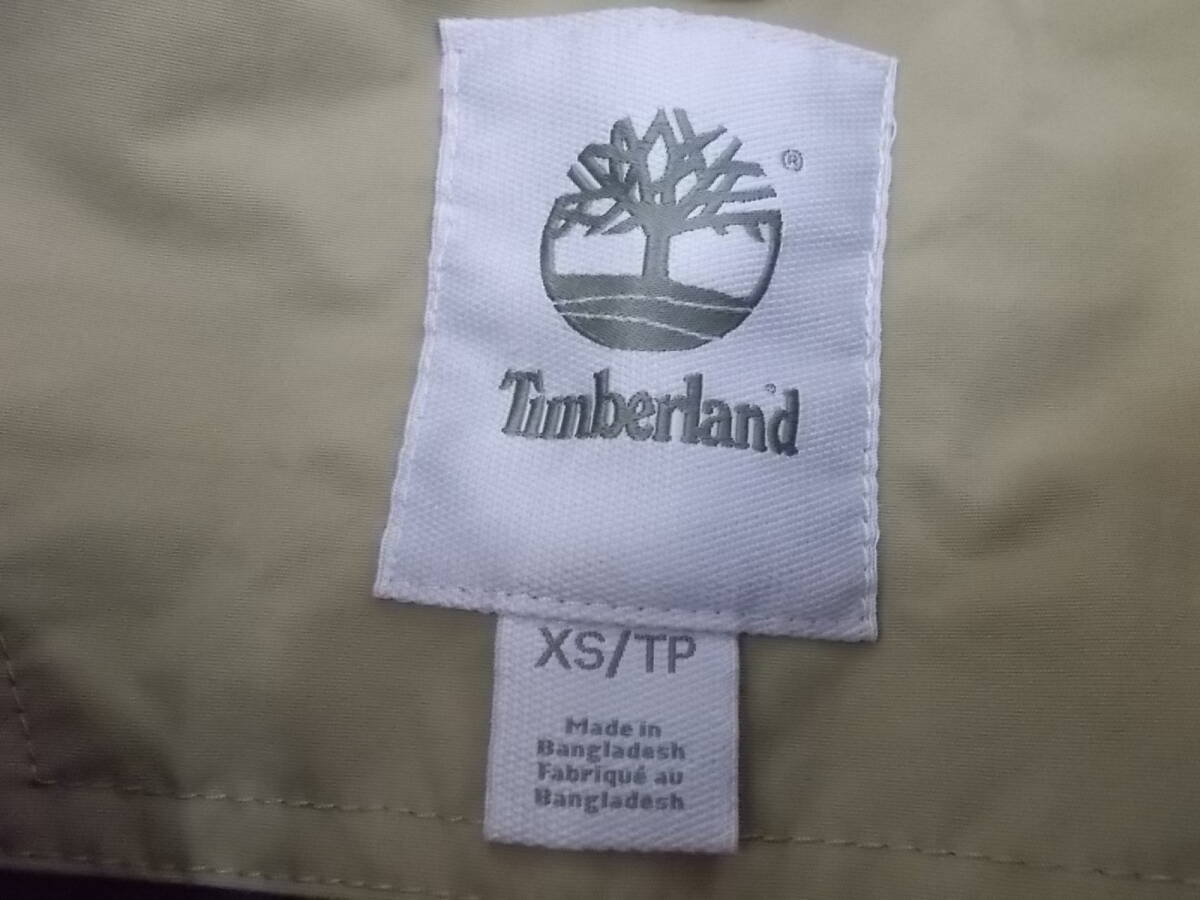 ®
Timberland®
XS/TP
Made in
Bangladesh
Fabriqué au
Bangladesh